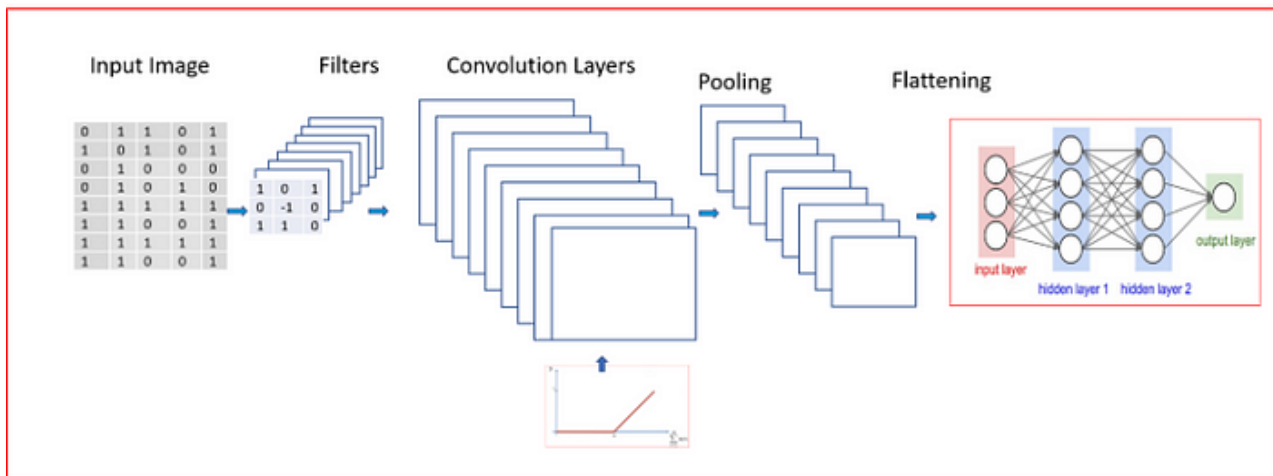 Input Image
Filters
Convolution Layers
Pooling
Flattening
0 1 1 0 1
1 0 1 0 1
0 1 0 0 0
0 1 0 1 0
1 1 1 1 1
1 1 0 0 1
1 1 1 1 1
1 1 0 0 1
1 0 1
0 -1 0
1 1 0
input layer
hidden layer 1
hidden layer 2
output layer